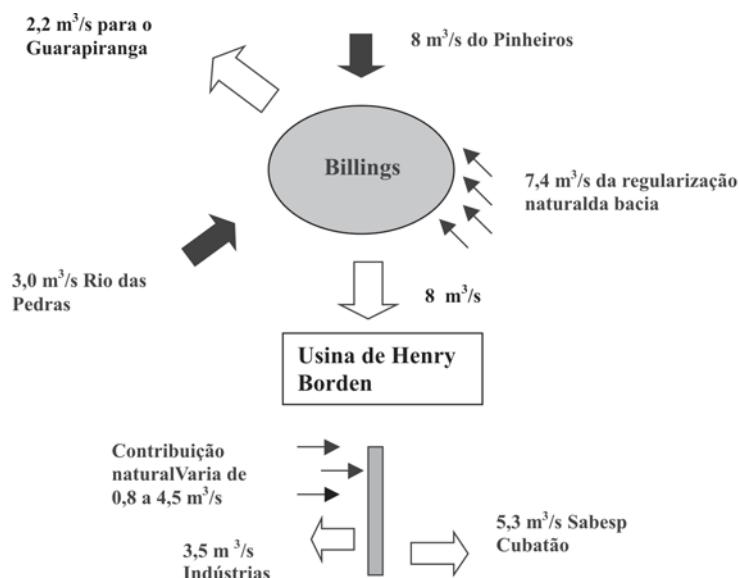 2,2 m³/s para o
Guarapiranga
8 m³/s do Pinheiros
Billings
7,4 m³/s da regularização
naturalda bacia
3,0 m³/s Rio das
Pedras
8 m³/s
Usina de Henry
Borden
Contribuição
naturalVaria de
0,8 a 4,5 m³/s
3,5 m ³/s
Indústrias
5,3 m³/s Sabesp
Cubatão